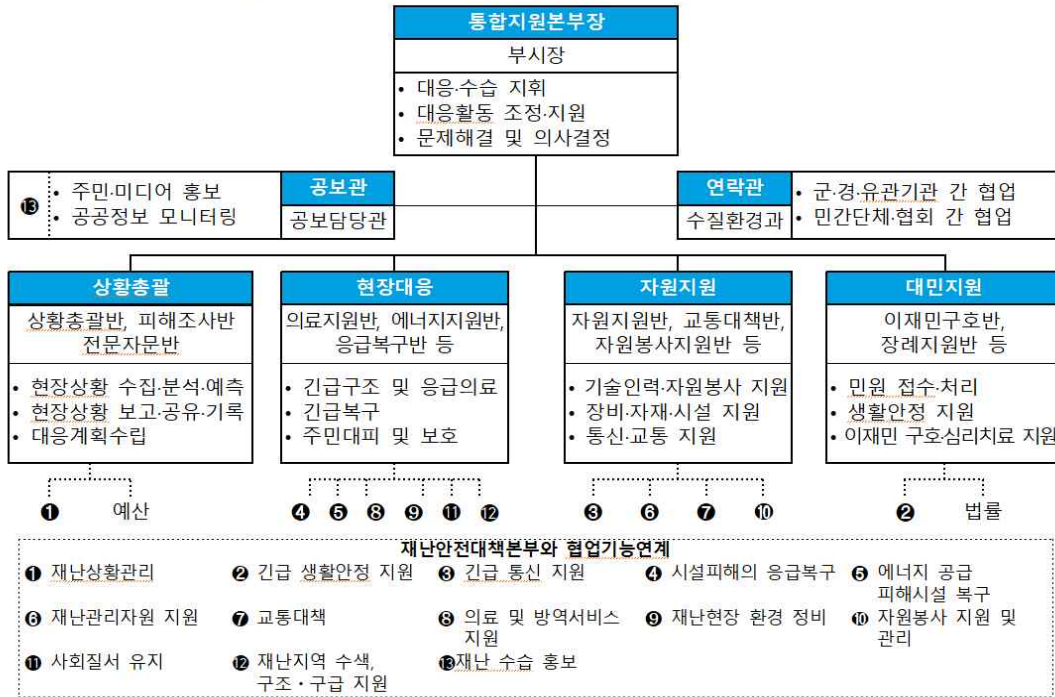 통합지원본부장
부시장
• 대응·수습 지휘
• 대응활동 조정·지원
• 문제해결 및 의사결정
⓭
• 주민·미디어 홍보
• 공공정보 모니터링
공보관
공보담당관
연락관
수질환경과
• 군·경·유관기관 간 협업
• 민간단체·협회 간 협업
상황총괄
상황총괄반, 피해조사반
전문자문반
• 현장상황 수집·분석·예측
• 현장상황 보고·공유·기록
• 대응계획수립
❶ 예산
현장대응
의료지원반, 에너지지원반,
응급복구반 등
• 긴급구조 및 응급의료
• 긴급복구
• 주민대피 및 보호
❹ ❺ ❽ ❾ ⓫ ⓬
자원지원
자원지원반, 교통대책반,
자원봉사지원반 등
• 기술인력·자원봉사 지원
• 장비·자재·시설 지원
• 통신·교통 지원
❸ ❻ ❼ ❿
대민지원
이재민구호반,
장례지원반 등
• 민원 접수·처리
• 생활안정 지원
• 이재민 구호·심리치료 지원
❷ 법률
재난안전대책본부와 협업기능연계
❶ 재난상황관리
❷ 긴급 생활안정 지원
❸ 긴급 통신 지원
❹ 시설피해의 응급복구
❺ 에너지 공급
피해시설 복구
❻ 재난관리자원 지원
❼ 교통대책
❽ 의료 및 방역서비스
지원
❾ 재난현장 환경 정비
❿ 자원봉사 지원 및
관리
⓫ 사회질서 유지
⓬ 재난지역 수색,
구조·구급 지원
⓭재난 수습 홍보